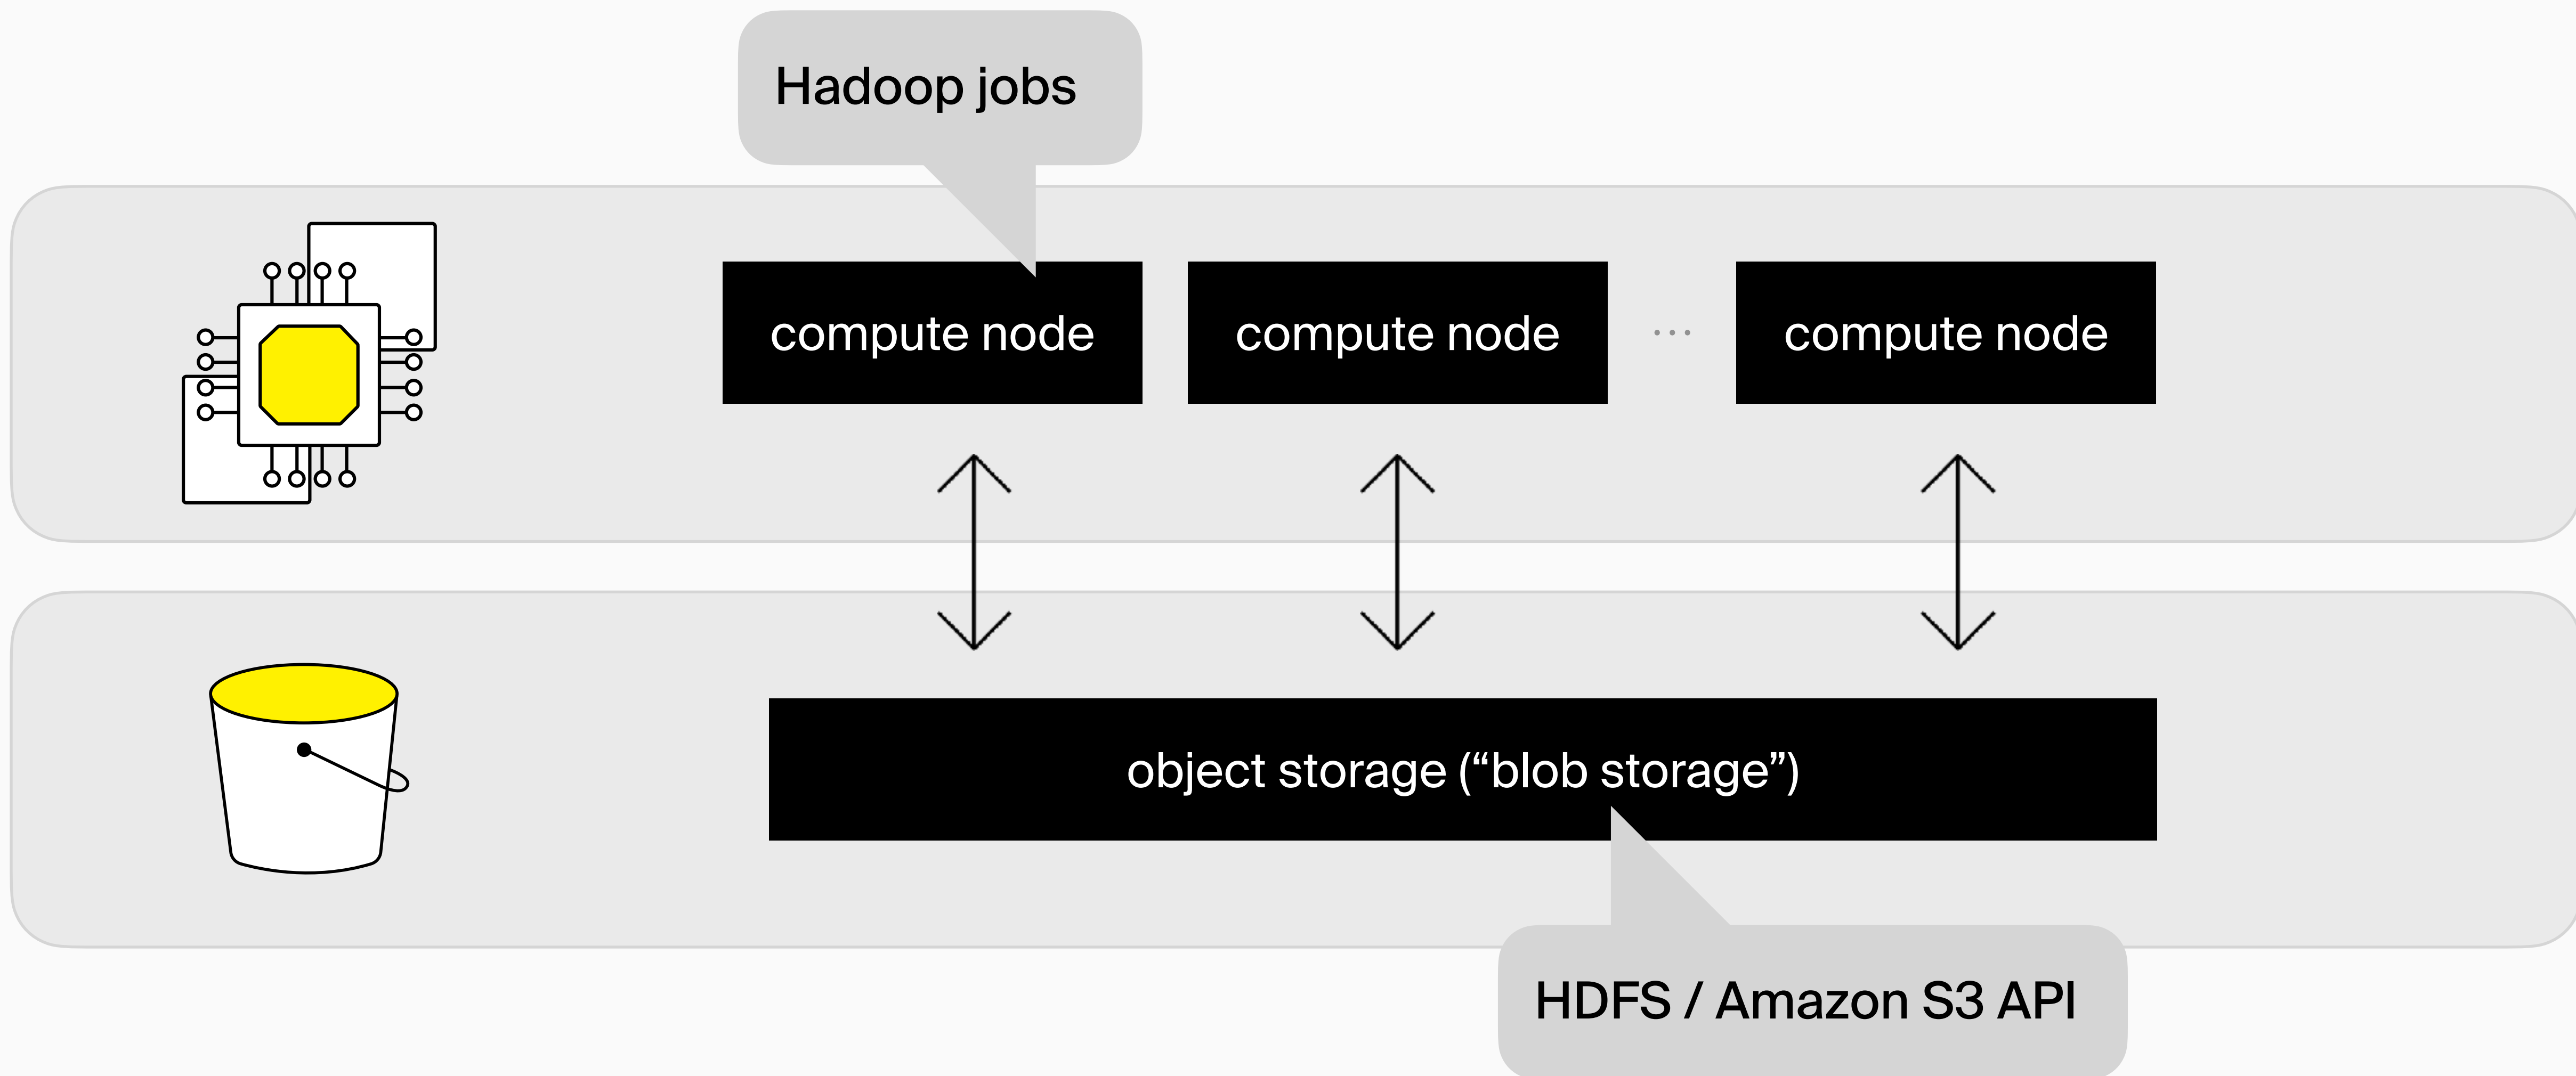 Hadoop jobs
compute node
compute node
...
compute node
object storage (“blob storage”)
HDFS / Amazon S3 API